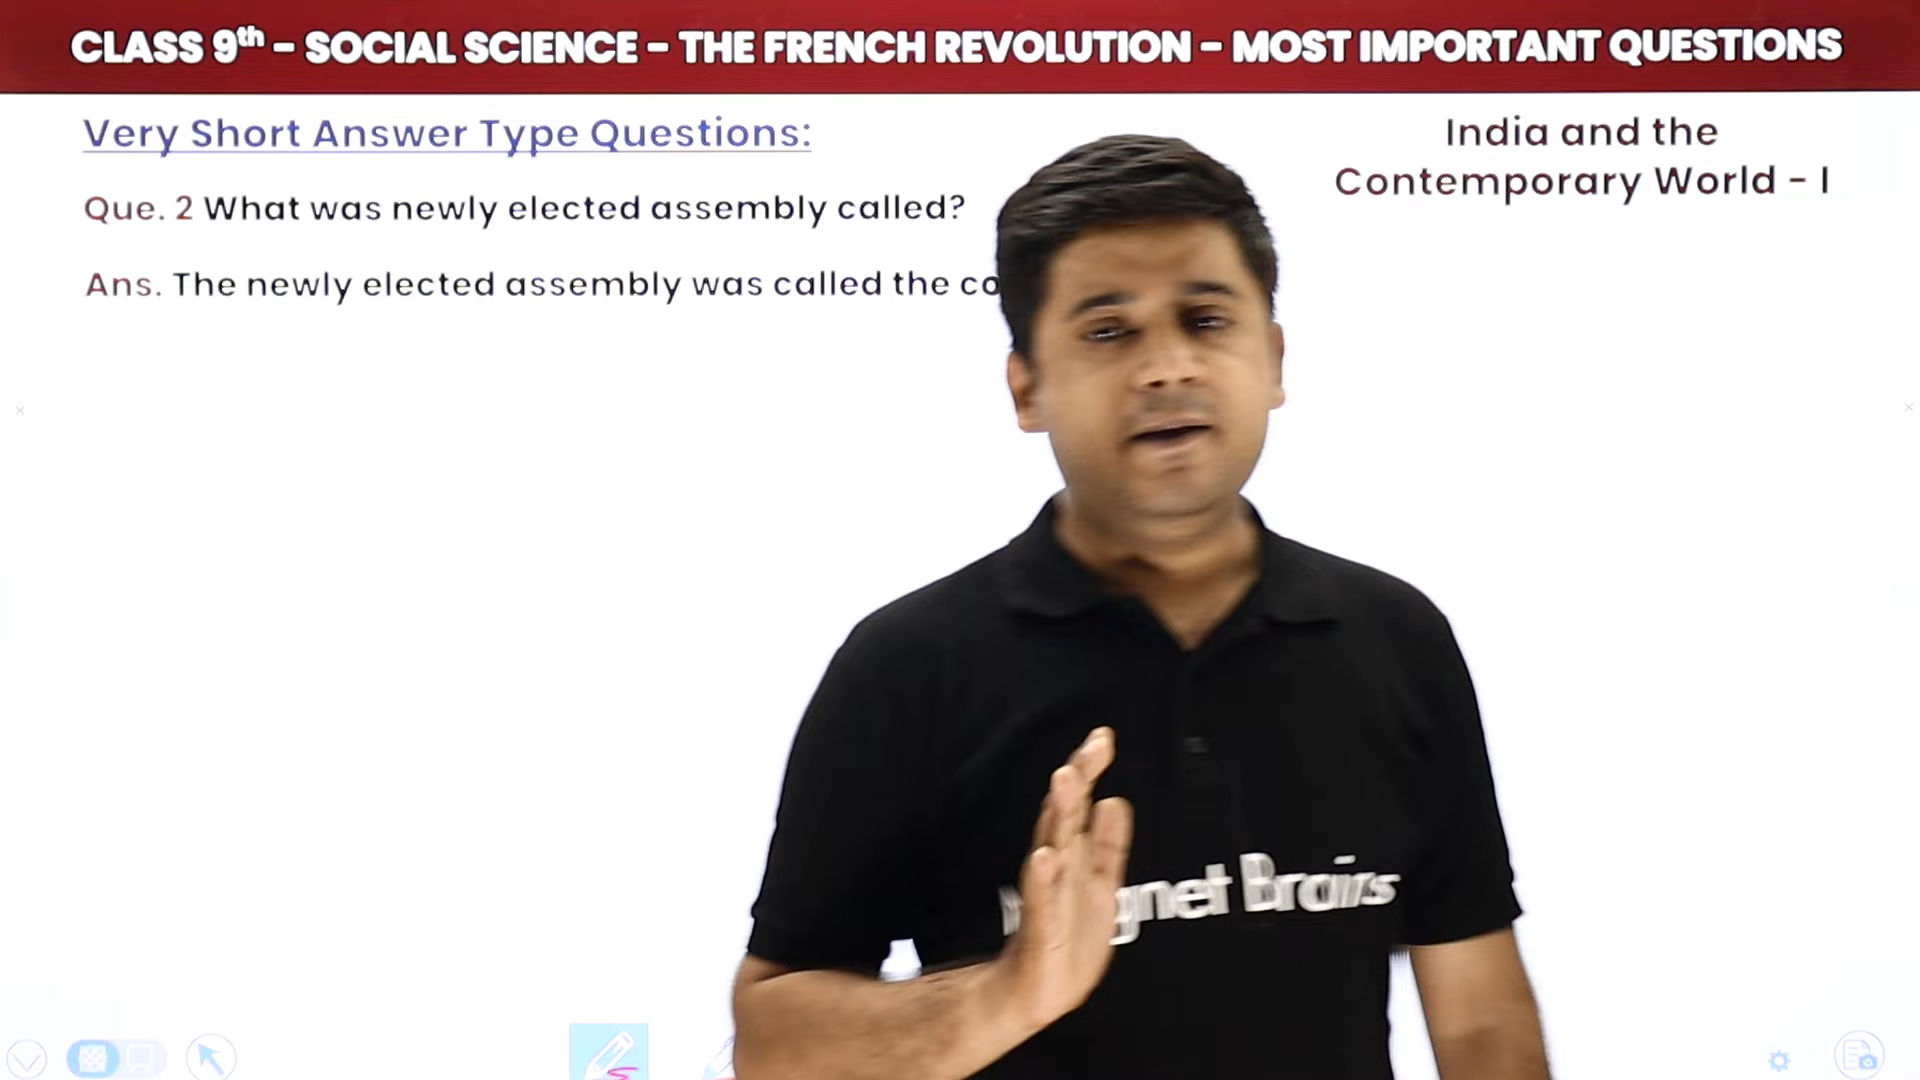 CLASS 9th - SOCIAL SCIENCE - THE FRENCH REVOLUTION - MOST IMPORTANT QUESTIONS
Very Short Answer Type Questions:
India and the
Contemporary World - I
Que. 2 What was newly elected assembly called?
Ans. The newly elected assembly was called the
Brains